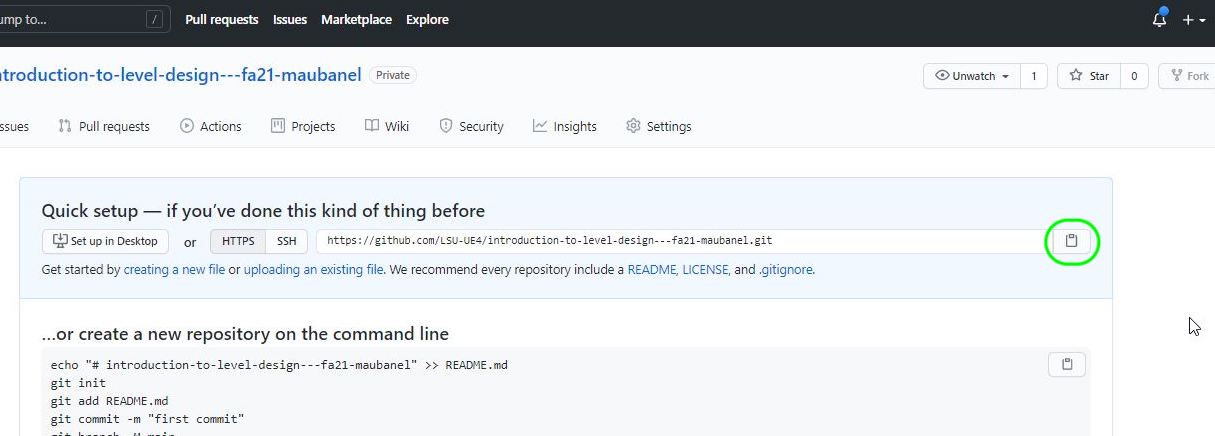 ump to... /
Pull requests Issues Marketplace Explore
ntroduction-to-level-design---fa21-maubanel Private
Unwatch 1 Star 0 Fork
ssues Pull requests Actions Projects Wiki Security Insights Settings
Quick setup — if you've done this kind of thing before
Set up in Desktop or HTTPS SSH https://github.com/LSU-UE4/introduction-to-level-design---fa21-maubanel.git
Get started by creating a new file or uploading an existing file. We recommend every repository include a README, LICENSE, and .gitignore.
...or create a new repository on the command line
echo "# introduction-to-level-design---fa21-maubanel" >> README.md
git init
git add README.md
git commit -m "first commit"
git branch -M main